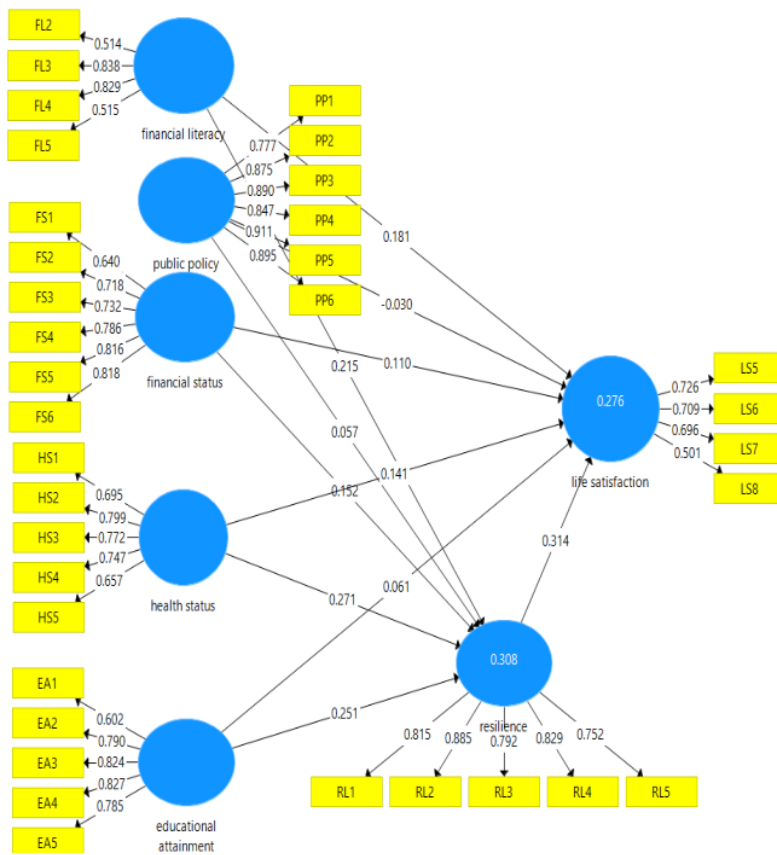 FL2
0.514
FL3
0.838
FL4
0.829
FL5
0.515
financial literacy
PP1
0.777
PP2
0.875
PP3
0.890
PP4
0.847
PP5
0.911
PP6
0.895
public policy
FS1
0.640
FS2
0.718
FS3
0.732
FS4
0.786
FS5
0.816
FS6
0.818
financial status
0.181
-0.030
0.110
0.215
0.057
0.152
0.141
0.061
0.271
0.251
0.314
0.276
life satisfaction
LS5
0.726
LS6
0.709
LS7
0.696
LS8
0.501
HS1
0.695
HS2
0.799
HS3
0.772
HS4
0.747
HS5
0.657
health status
0.308
resilience
0.815
0.885
0.792
0.829
0.752
RL1
RL2
RL3
RL4
RL5
EA1
0.602
EA2
0.790
EA3
0.824
EA4
0.827
EA5
0.785
educational
attainment